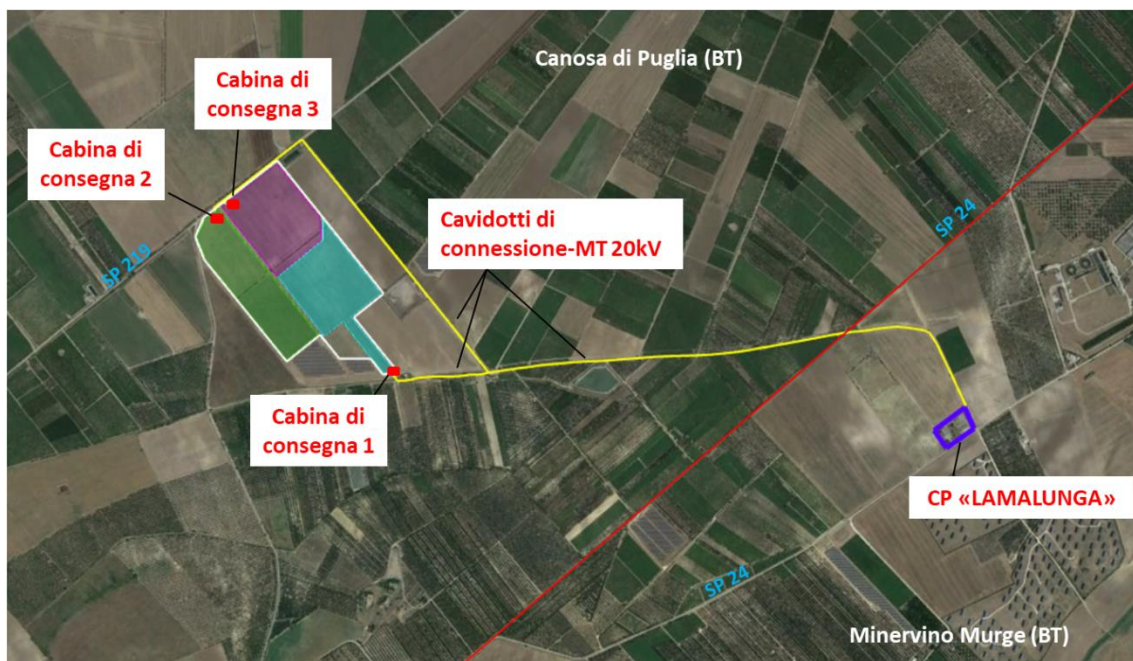 Canosa di Puglia (BT)
Cabina di
consegna 3
Cabina di
consegna 2
SP 219
Cavidotti di
connessione-MT 20kV
SP 24
Cabina di
consegna 1
CP «LAMALUNGA»
SP 24
Minervino Murge (BT)